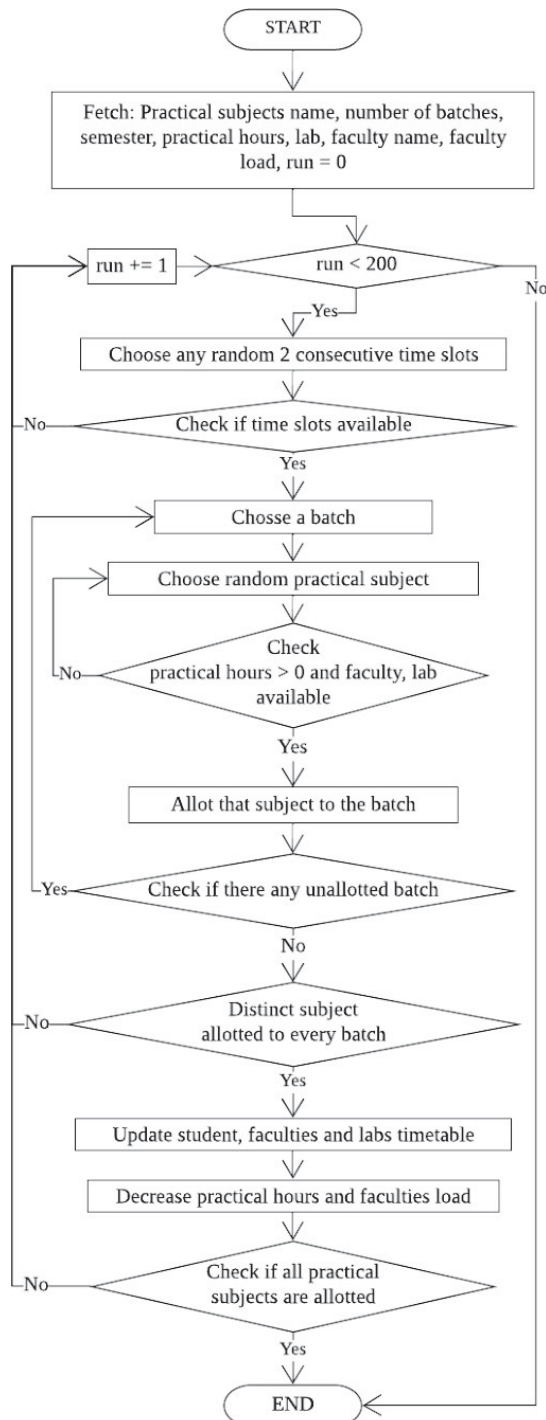 START
Fetch: Practical subjects name, number of batches,
semester, practical hours, lab, faculty name, faculty
load, run = 0
run += 1
run < 200
No
Yes
Choose any random 2 consecutive time slots
No
Check if time slots available
Yes
Chosse a batch
Choose random practical subject
Check
practical hours > 0 and faculty, lab
available
No
Yes
Allot that subject to the batch
Yes
Check if there any unallotted batch
No
Distinct subject
allotted to every batch
No
Yes
Update student, faculties and labs timetable
Decrease practical hours and faculties load
Check if all practical
subjects are allotted
No
Yes
END